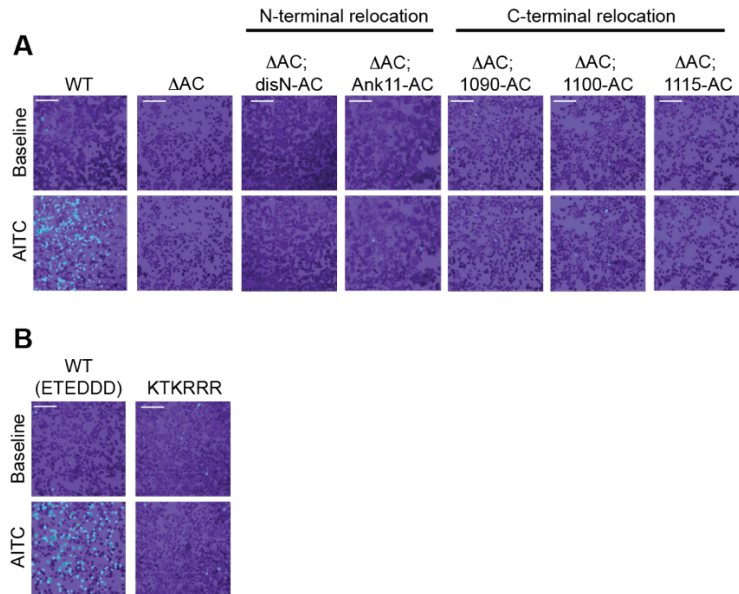 N-terminal relocation
C-terminal relocation
A
WT
ΔAC
ΔAC;
disN-AC
ΔAC;
Ank11-AC
ΔAC;
1090-AC
ΔAC;
1100-AC
ΔAC;
1115-AC
Baseline
AITC
B
WT
(ETEDDD)
KTKRRR
Baseline
AITC